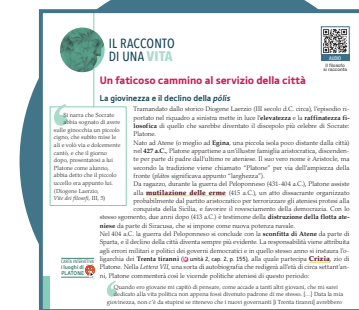 IL RACCONTO
DI UNA VITA
AUDIO
Il filosofo
si racconta
Un faticoso cammino al servizio della città
La giovinezza e il declino della pólis
Si narra che Socrate
abbia sognato di avere
sulle ginocchia un piccolo
cigno, che subito mise le
ali e volò via e dolcemente
cantò, e che il giorno
dopo, presentatosi a lui
Platone come alunno,
abbia detto che il piccolo
uccello era appunto lui.
(Diogene Laerzio,
Vite dei filosofi, III, 5)
Tramandato dallo storico Diogene Laerzio (III secolo d.C. circa), l'episodio ri-
portato nel riquadro a sinistra mette in luce l'elevatezza e la raffinatezza fi-
losofica di quello che sarebbe diventato il discepolo più celebre di Socrate:
Platone.
Nato ad Atene (o meglio ad Egina, una piccola isola poco distante dalla città)
nel 427 a.C., Platone appartiene a un'illustre famiglia aristocratica, discenden-
te per parte di padre dall'ultimo re ateniese. Il suo vero nome è Aristocle, ma
secondo la tradizione viene chiamato "Platone" per via dell'ampiezza della
fronte (plátos significa appunto "larghezza").
Da ragazzo, durante la guerra del Peloponneso (431-404 a.C.), Platone assiste
alla mutilazione delle erme (415 a.C.), un atto dissacrante organizzato
probabilmente dal partito aristocratico per terrorizzare gli ateniesi protesi alla
conquista della Sicilia, e favorire il rovesciamento della democrazia. Con lo
stesso sgomento, due anni dopo (413 a.C.) è testimone della distruzione della flotta ate-
niese da parte di Siracusa, che si impone come nuova potenza navale.
Nel 404 a.C. la guerra del Peloponneso si conclude con la sconfitta di Atene da parte di
Sparta, e il declino della città diventa sempre più evidente. La responsabilità viene attribuita
agli errori militari e politici dei governi democratici e in quello stesso anno si instaura l'o-
ligarchia dei Trenta tiranni (unità 2, cap. 2, p. 155), alla quale partecipa Crizia, zio di
Platone. Nella Lettera VII, una sorta di autobiografia che redigerà all'età di circa settant'an-
ni, Platone commenterà così le vicende politiche ateniesi di questo periodo:
CARTA INTERATTIVA
I luoghi di
PLATONE
Quando ero giovane mi capitò di pensare, come accade a tanti altri giovani, che mi sarei
dedicato alla vita politica non appena fossi divenuto padrone di me stesso. [...] Data la mia
giovinezza, non c'è da stupirsi se ritenevo che i nuovi governanti [i Trenta tiranni] avrebbero